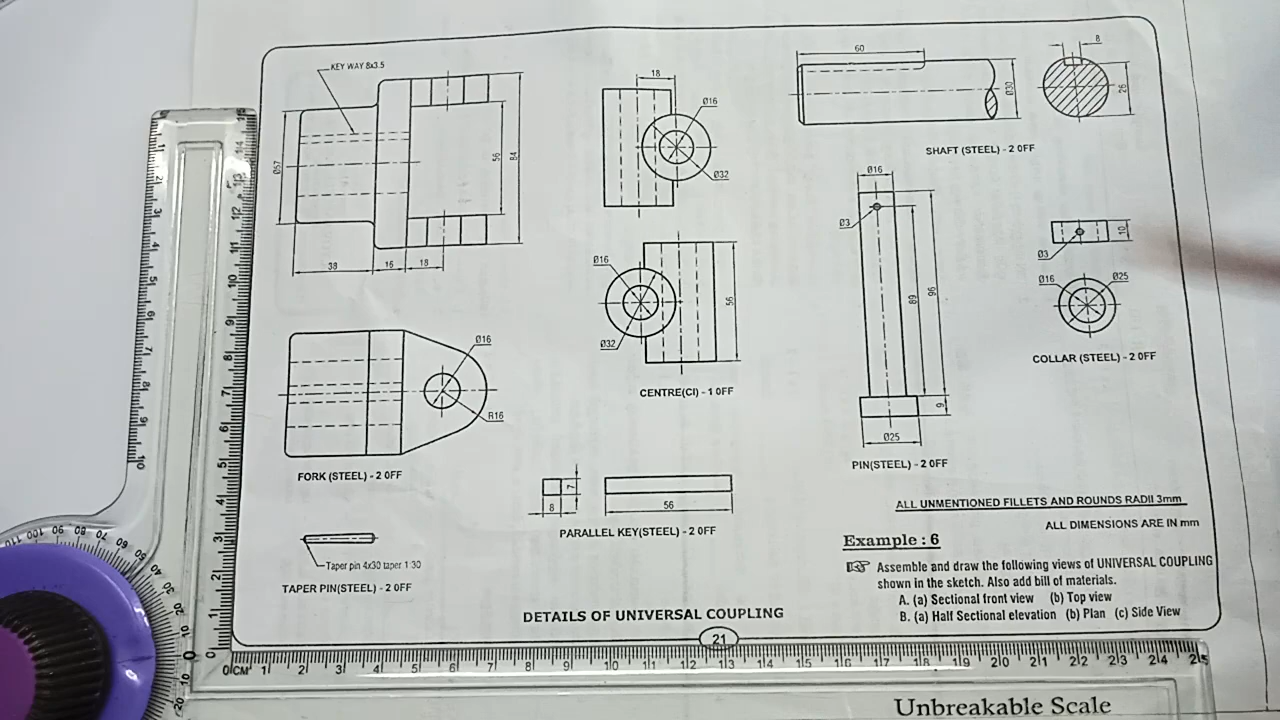 KEY WAY 8x3.5
Ø57
56
84
38
16
18
18
Ø16
Ø32
60
8
Ø30
26
SHAFT (STEEL) - 2 OFF
Ø16
Ø3
89
96
9
Ø25
PIN(STEEL) - 2 OFF
10
Ø3
Ø16
Ø25
COLLAR (STEEL) - 2 OFF
Ø16
Ø32
56
CENTRE(CI) - 1 OFF
Ø16
R16
FORK (STEEL) - 2 OFF
7
8
56
PARALLEL KEY(STEEL) - 2 OFF
Taper pin 4x30 taper 1:30
TAPER PIN(STEEL) - 2 OFF
ALL UNMENTIONED FILLETS AND ROUNDS RADII 3mm
ALL DIMENSIONS ARE IN mm
Example : 6
Assemble and draw the following views of UNIVERSAL COUPLING
shown in the sketch. Also add bill of materials.
A. (a) Sectional front view (b) Top view
B. (a) Half Sectional elevation (b) Plan (c) Side View
DETAILS OF UNIVERSAL COUPLING
21
0 CM 1 2 3 4 5 6 7 8 9 10 11 12 13 14 15 16 17 18 19 20 21 22 23 24 25
Unbreakable Scale